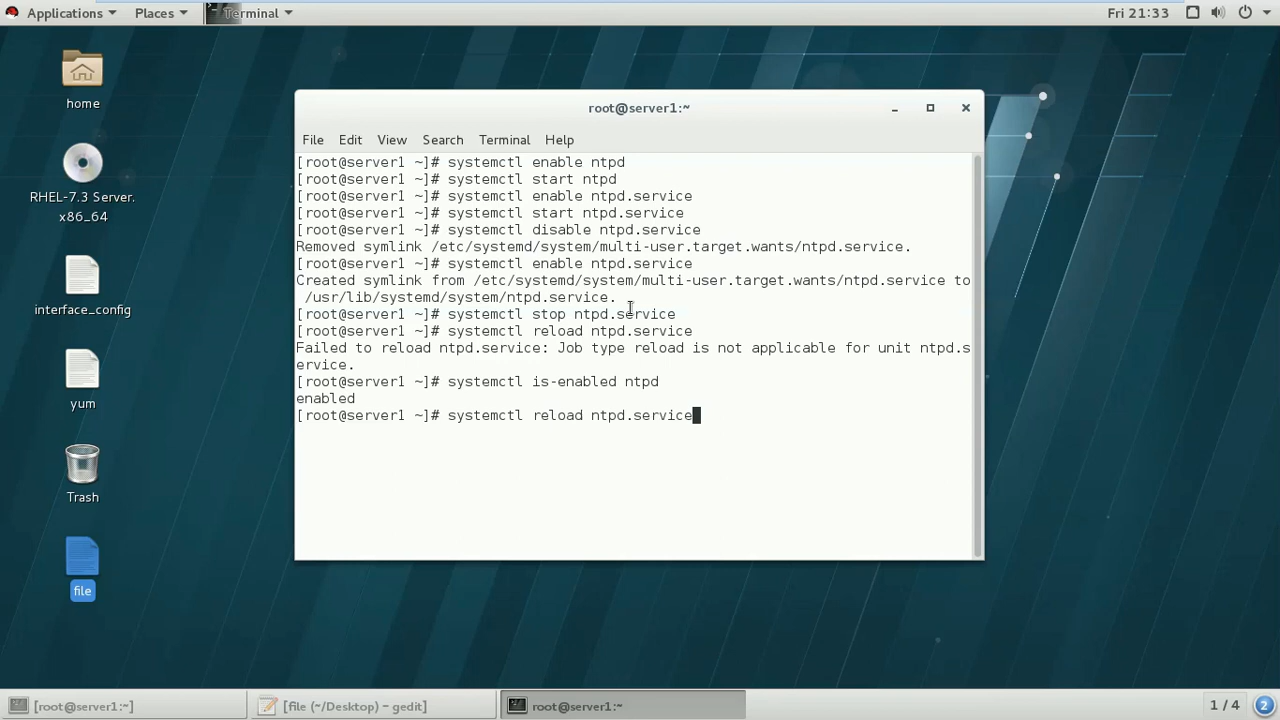 Applications Places Terminal Fri 21:33
home
RHEL-7.3 Server.
x86_64
interface_config
yum
Trash
file
root@server1:~
File Edit View Search Terminal Help
[root@server1 ~]# systemctl enable ntpd
[root@server1 ~]# systemctl start ntpd
[root@server1 ~]# systemctl enable ntpd.service
[root@server1 ~]# systemctl start ntpd.service
[root@server1 ~]# systemctl disable ntpd.service
Removed symlink /etc/systemd/system/multi-user.target.wants/ntpd.service.
[root@server1 ~]# systemctl enable ntpd.service
Created symlink from /etc/systemd/system/multi-user.target.wants/ntpd.service to
/usr/lib/systemd/system/ntpd.service.
[root@server1 ~]# systemctl stop ntpd.service
[root@server1 ~]# systemctl reload ntpd.service
Failed to reload ntpd.service: Job type reload is not applicable for unit ntpd.s
ervice.
[root@server1 ~]# systemctl is-enabled ntpd
enabled
[root@server1 ~]# systemctl reload ntpd.service
[root@server1:~] [file (~/Desktop) - gedit] root@server1:~ 1 / 4 2